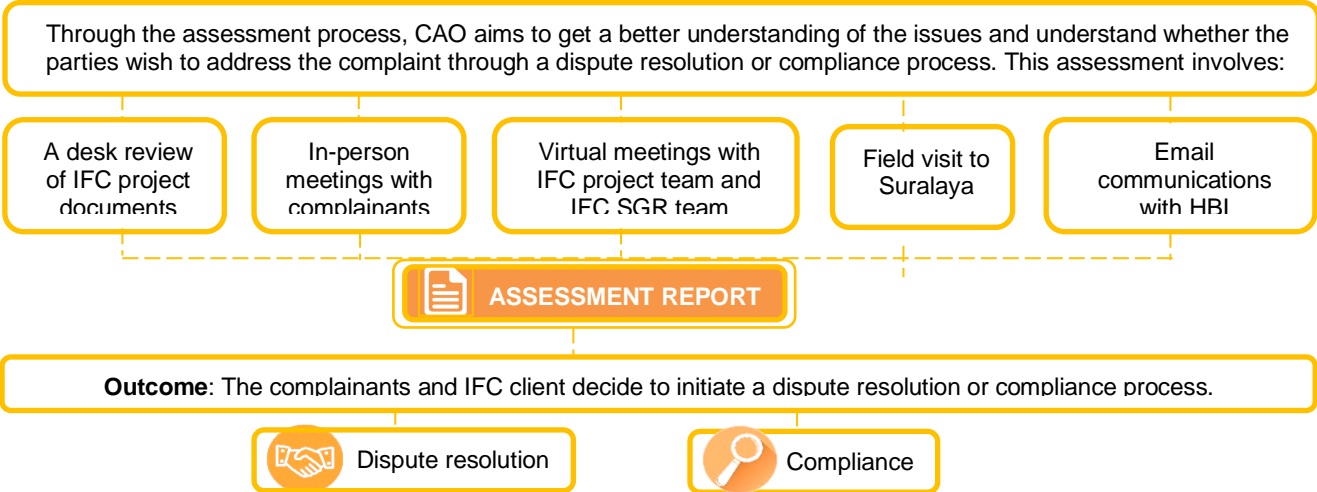 Through the assessment process, CAO aims to get a better understanding of the issues and understand whether the
parties wish to address the complaint through a dispute resolution or compliance process. This assessment involves:
A desk review
of IFC project
documents
In-person
meetings with
complainants
Virtual meetings with
IFC project team and
IFC SGR team
Field visit to
Suralaya
Email
communications
with HBI
ASSESSMENT REPORT
Outcome: The complainants and IFC client decide to initiate a dispute resolution or compliance process.
Dispute resolution
Compliance